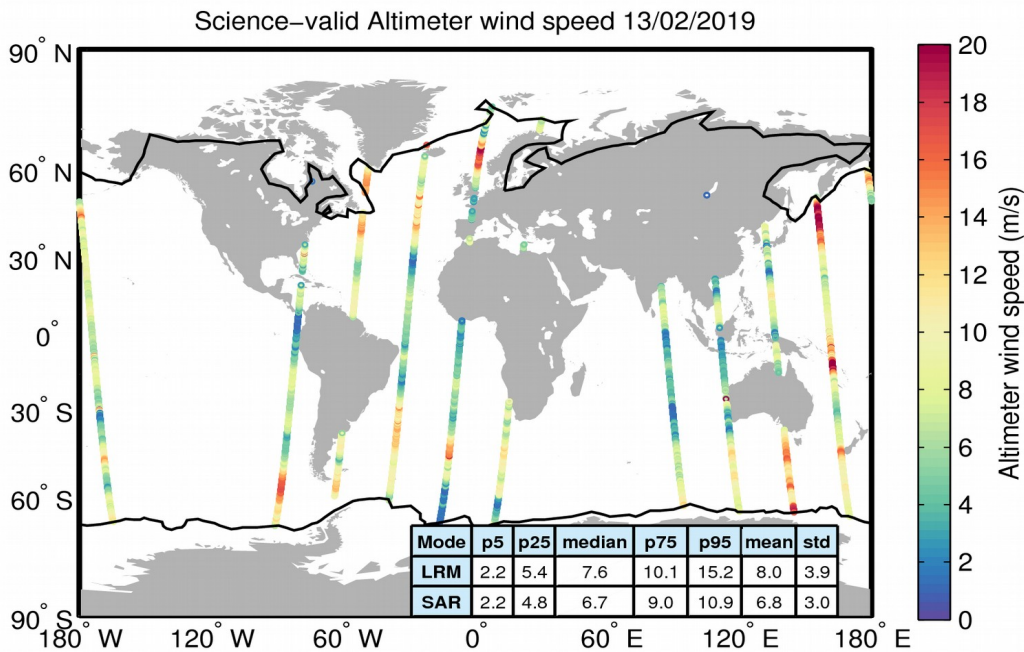 Science−valid Altimeter wind speed 13/02/2019
90° N
60° N
30° N
0°
30° S
60° S
90° S
180° W
120° W
60° W
0°
60° E
120° E
180° E
Mode p5 p25 median p75 p95 mean std
LRM 2.2 5.4 7.6 10.1 15.2 8.0 3.9
SAR 2.2 4.8 6.7 9.0 10.9 6.8 3.0
20
18
16
14
12
10
8
6
4
2
0
Altimeter wind speed (m/s)